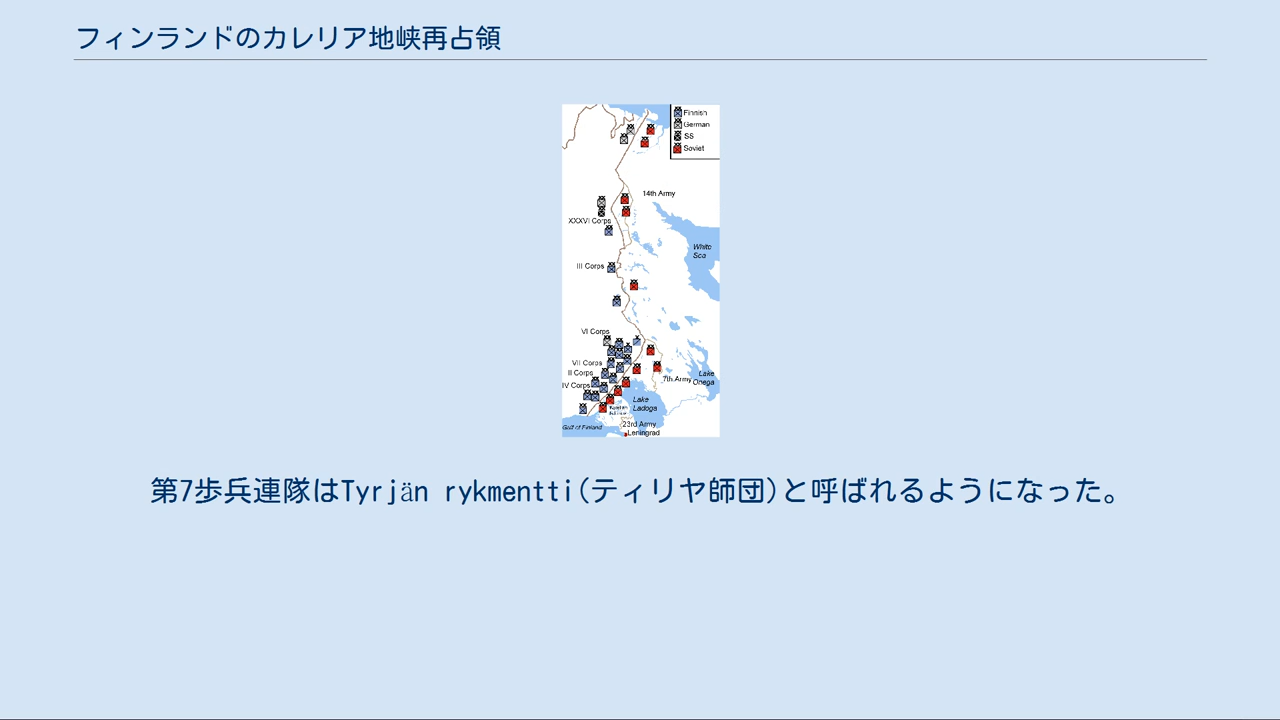 フィンランドのカレリア地峡再占領
Finnish
German
SS
Soviet
14th Army
XXXVI Corps
White
Sea
III Corps
VI Corps
VII Corps
II Corps
Lake
Onega
7th Army
IV Corps
Lake
Ladoga
23rd Army
Gulf of Finland
Leningrad
第7歩兵連隊はTyrjän rykmentti(ティリヤ師団)と呼ばれるようになった。